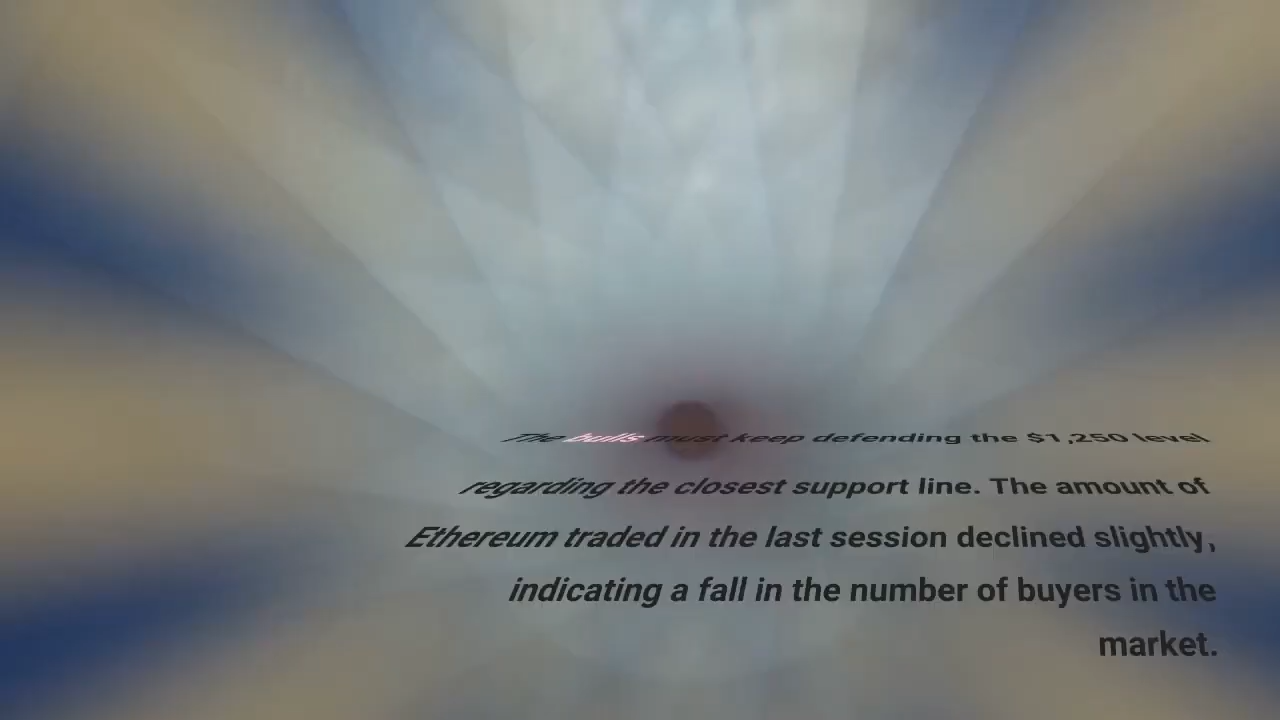 The bulls must keep defending the $1,250 level
regarding the closest support line. The amount of
Ethereum traded in the last session declined slightly,
indicating a fall in the number of buyers in the
market.